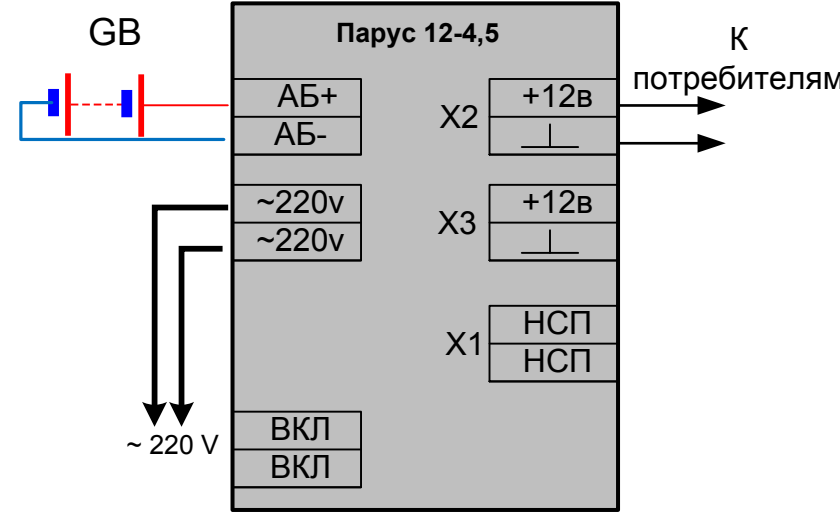 GB
Парус 12-4,5
К
потребителям
АБ+
АБ-
X2
+12в
~220v
~220v
X3
+12в
X1
НСП
НСП
~ 220 V
ВКЛ
ВКЛ